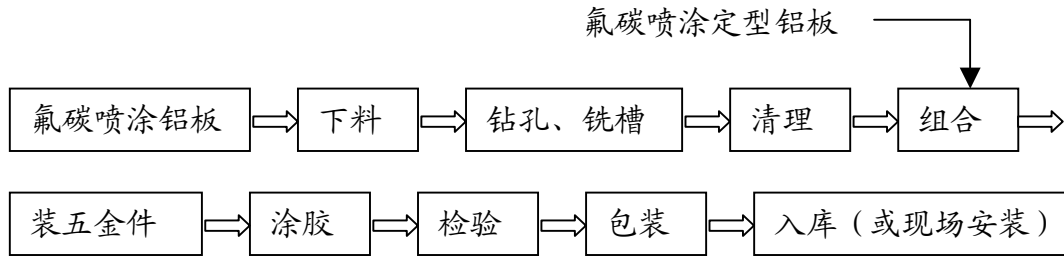 氟碳喷涂定型铝板
氟碳喷涂铝板 下料 钻孔、铣槽 清理 组合
装五金件 涂胶 检验 包装 入库（或现场安装）